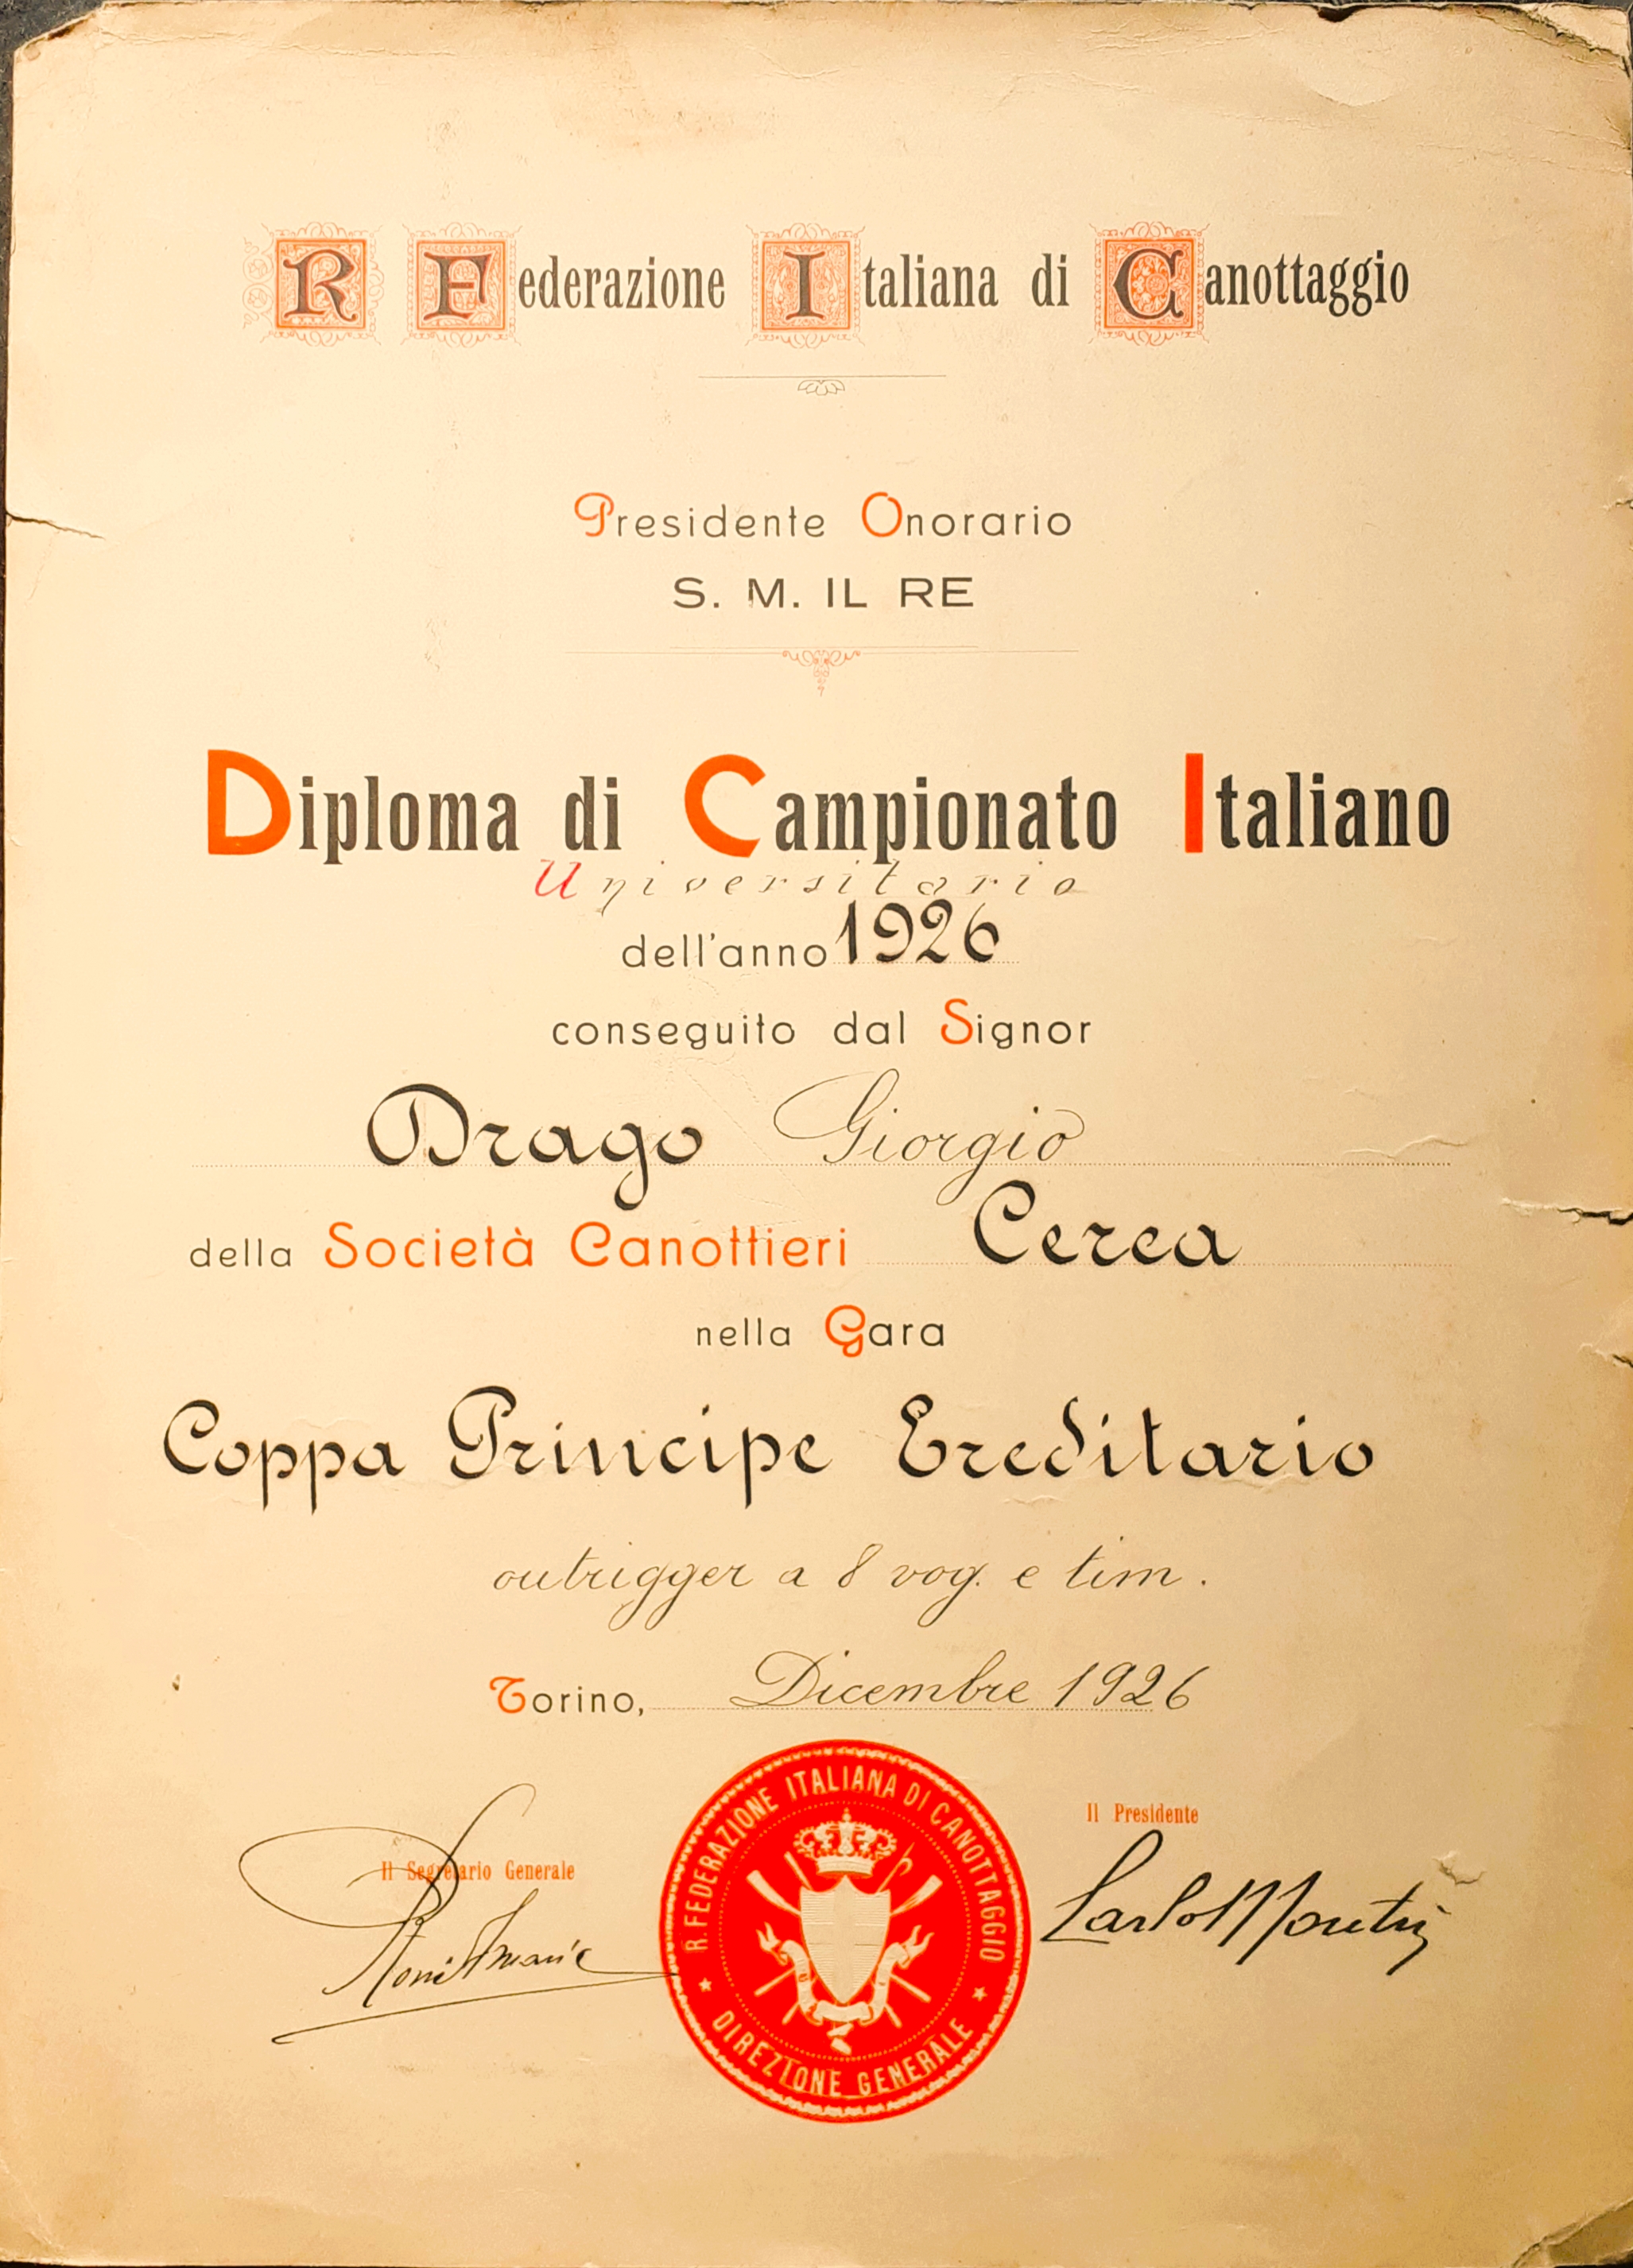 R Federazione Italiana di Canottaggio
Presidente Onorario
S. M. IL RE
Diploma di Campionato Italiano
Universitario
dell'anno 1926
conseguito dal Signor
Drago Giorgio
della Società Canottieri Cerea
nella Gara
Coppa Principe Ereditario
outrigger a 8 vog. e tim.
Torino, Dicembre 1926
R. FEDERAZIONE ITALIANA DI CANOTTAGGIO
DIREZIONE GENERALE
Il Segretario Generale
Il Presidente
Carlo